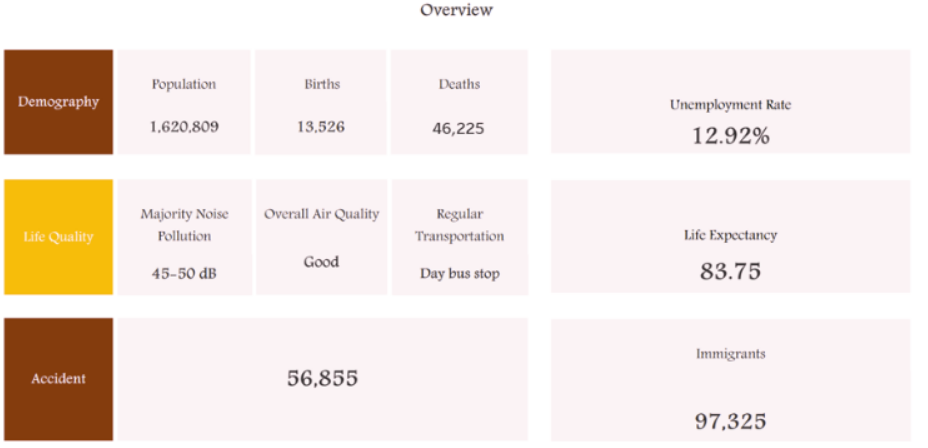 Overview
Demography
Population
1,620,809
Births
13,526
Deaths
46,225
Unemployment Rate
12.92%
Life Quality
Majority Noise
Pollution
45-50 dB
Overall Air Quality
Good
Regular
Transportation
Day bus stop
Life Expectancy
83.75
Accident
56,855
Immigrants
97,325